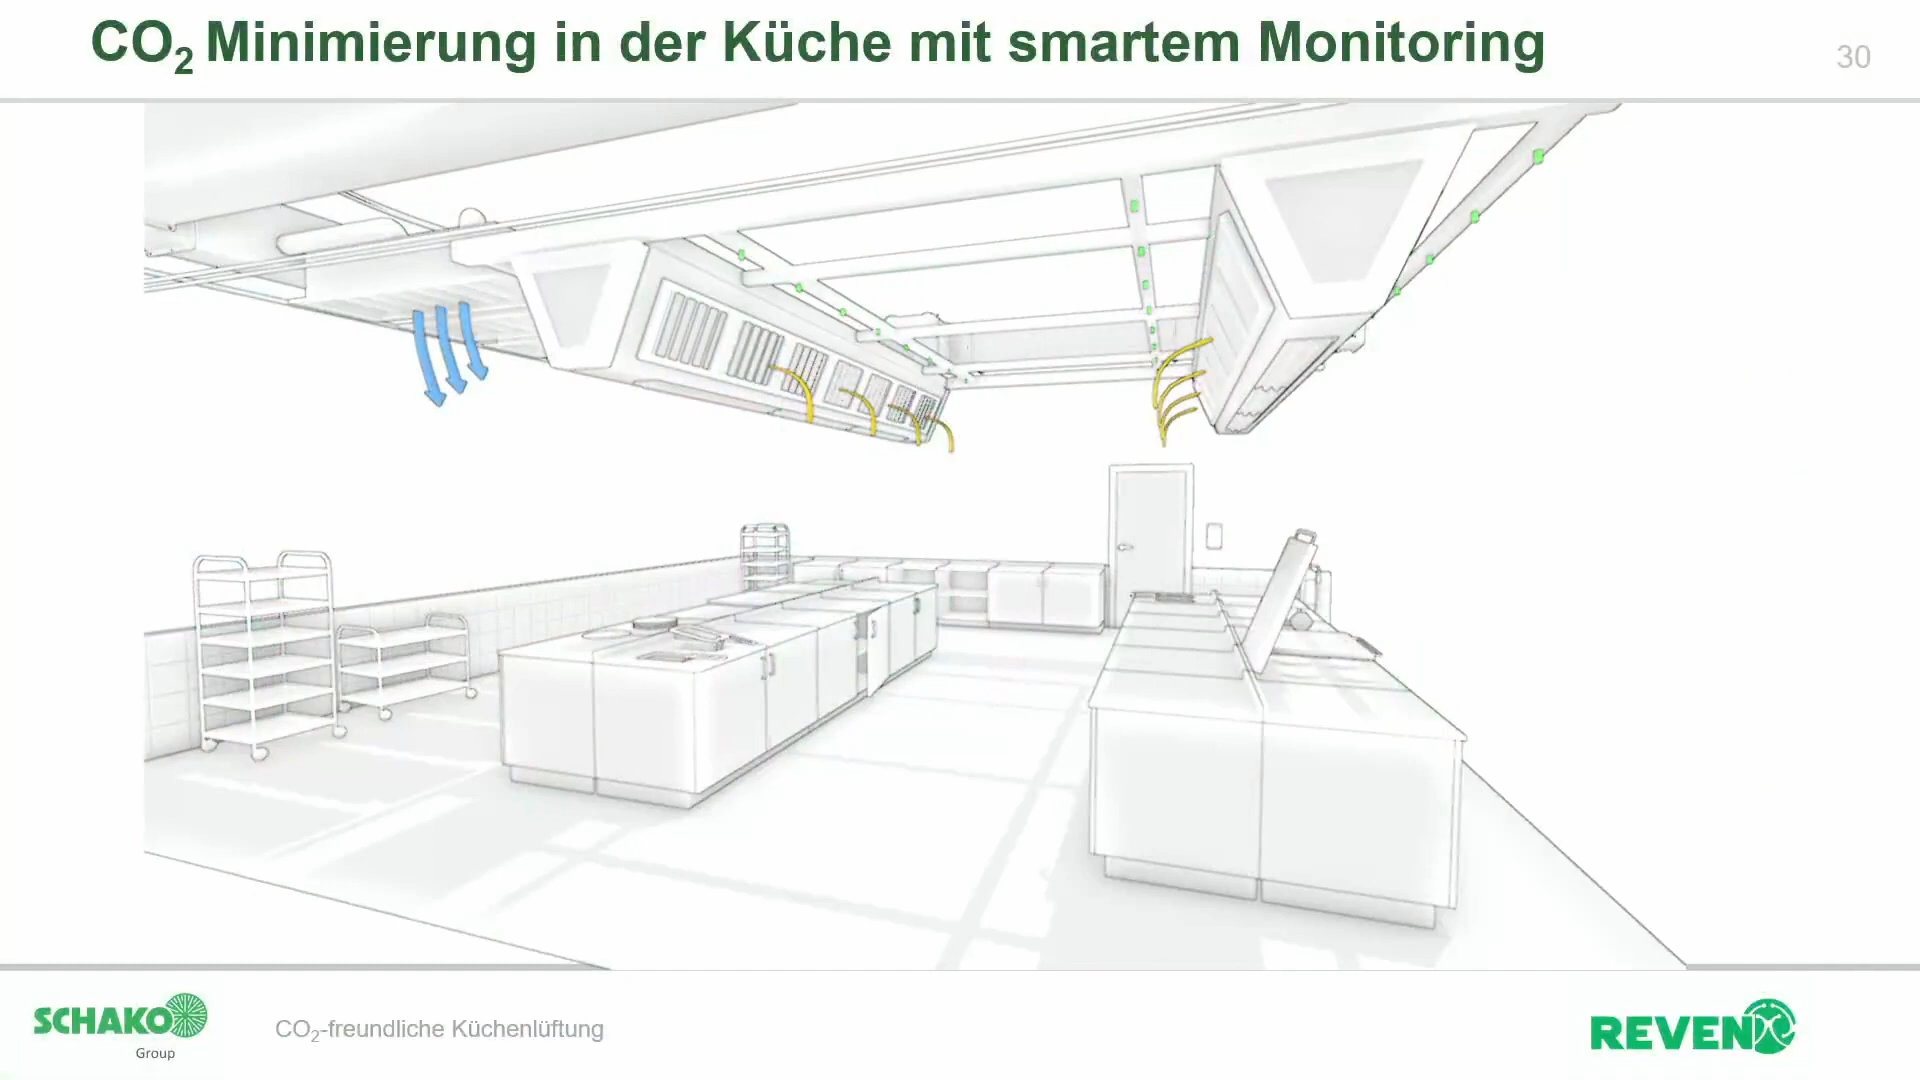 CO₂ Minimierung in der Küche mit smartem Monitoring
30
SCHAKO
Group
CO₂-freundliche Küchenlüftung
REVEN